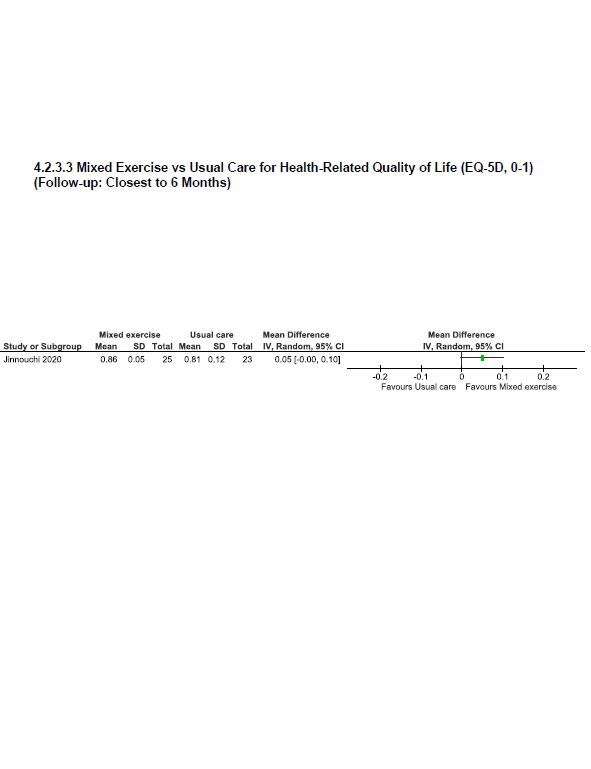 4.2.3.3 Mixed Exercise vs Usual Care for Health-Related Quality of Life (EQ-5D, 0-1)
(Follow-up: Closest to 6 Months)
Mixed exercise Usual care Mean Difference Mean Difference
Study or Subgroup Mean SD Total Mean SD Total IV, Random, 95% CI IV, Random, 95% CI
Jinnouchi 2020 0.86 0.05 25 0.81 0.12 23 0.05 [-0.00, 0.10]
-0.2 -0.1 0 0.1 0.2
Favours Usual care Favours Mixed exercise